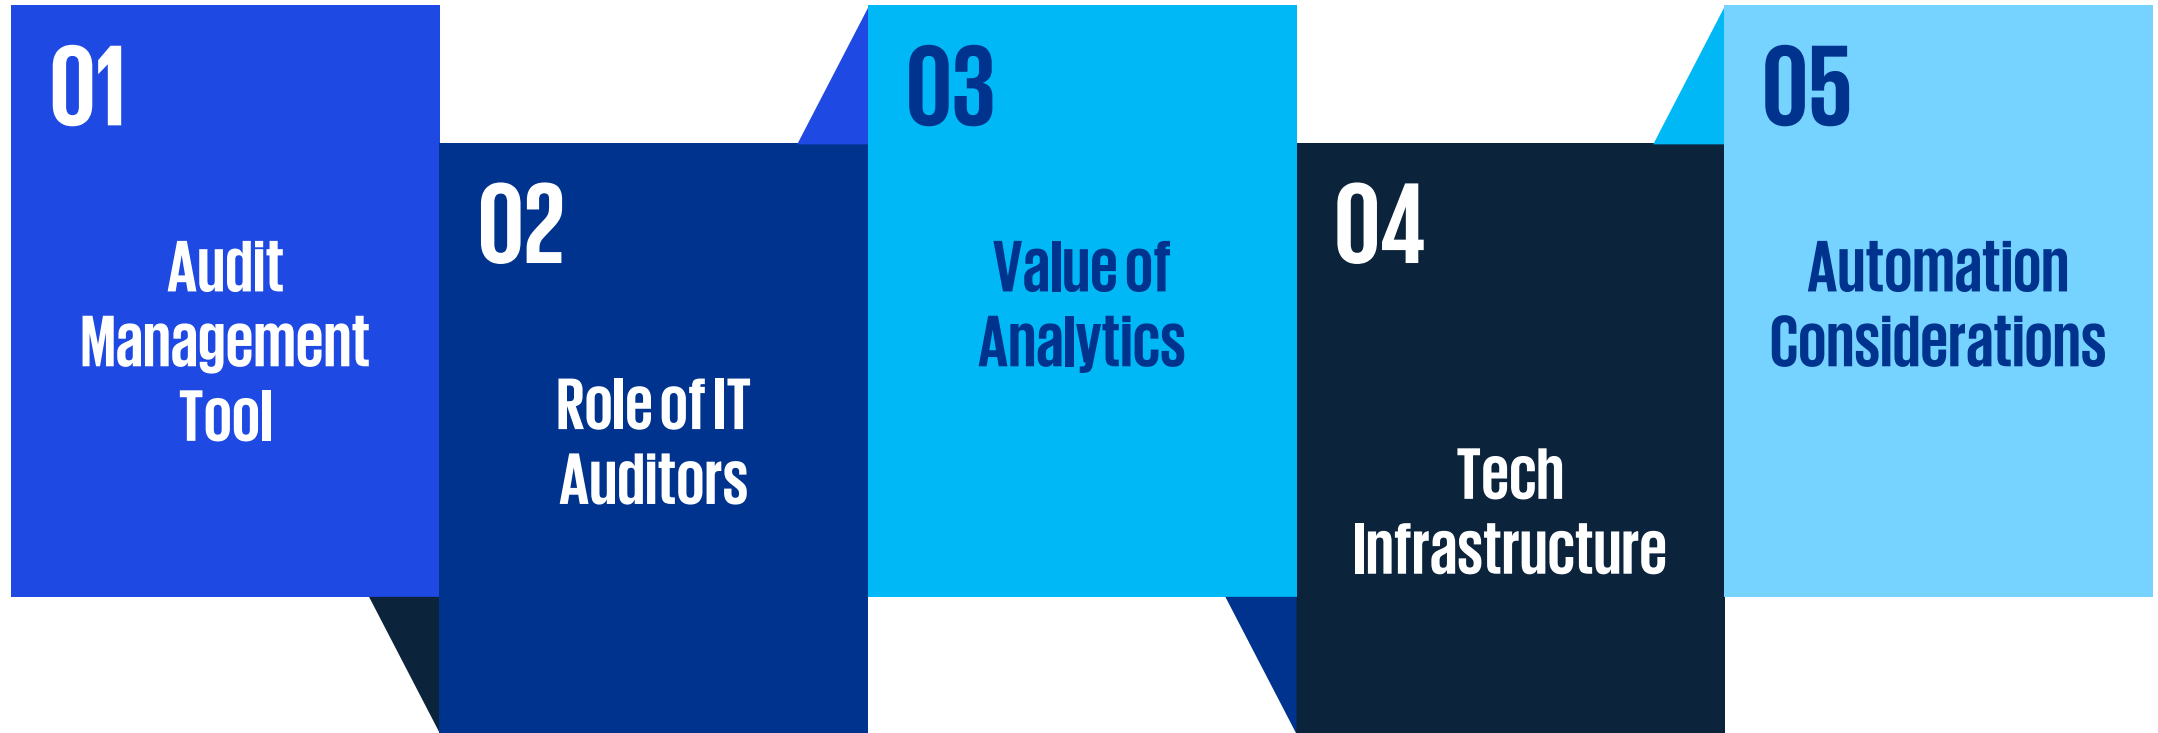 01
Audit
Management
Tool
02
Role of IT
Auditors
03
Value of
Analytics
04
Tech
Infrastructure
05
Automation
Considerations